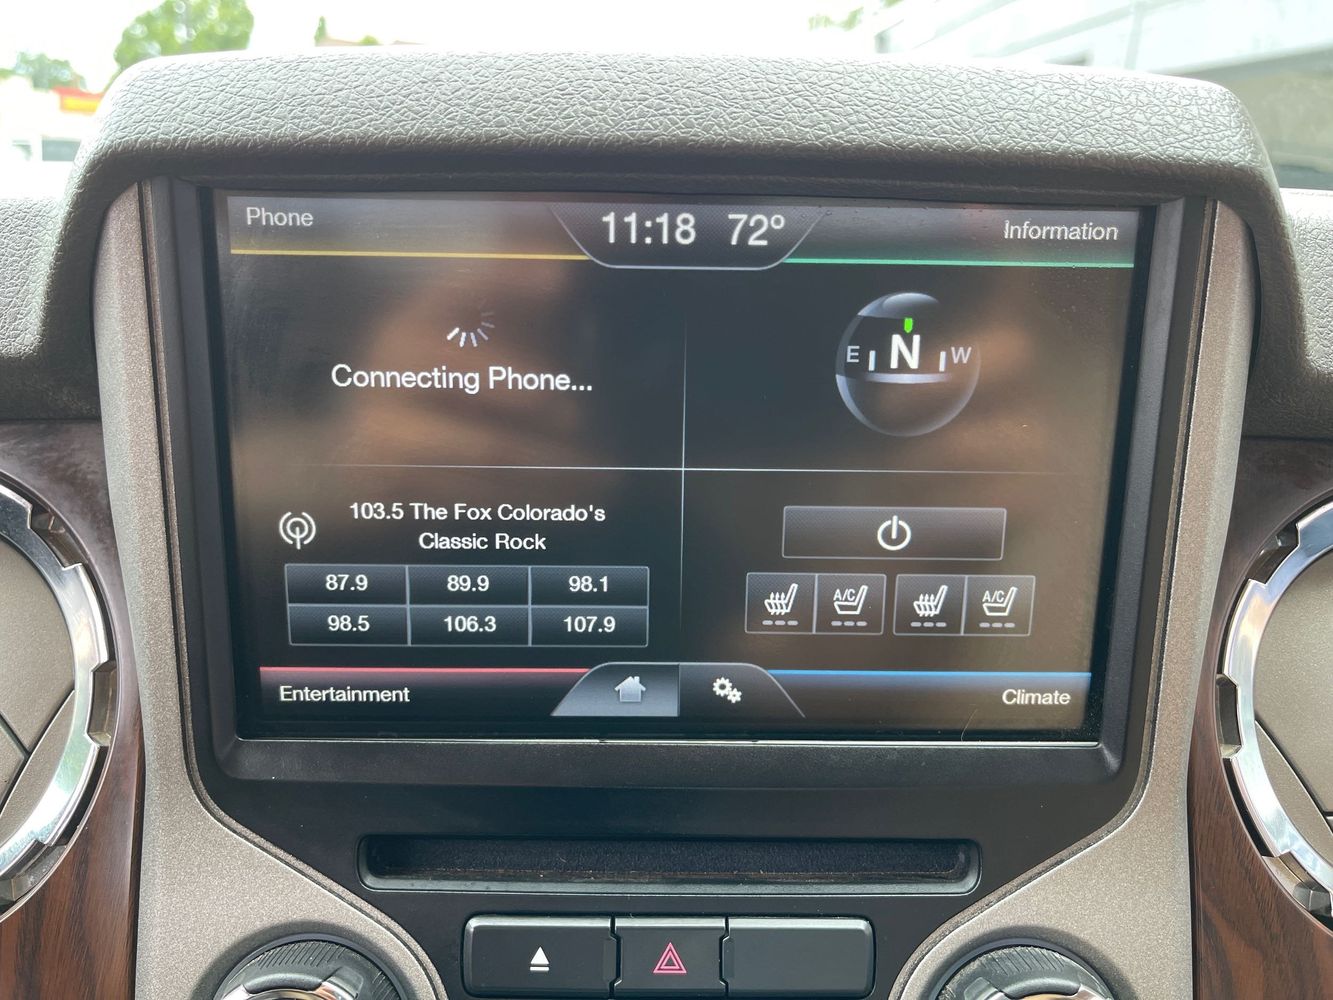 Phone
11:18 72°
Information
Connecting Phone...
E N W
103.5 The Fox Colorado's
Classic Rock
87.9 89.9 98.1
98.5 106.3 107.9
A/C A/C
Entertainment
Climate